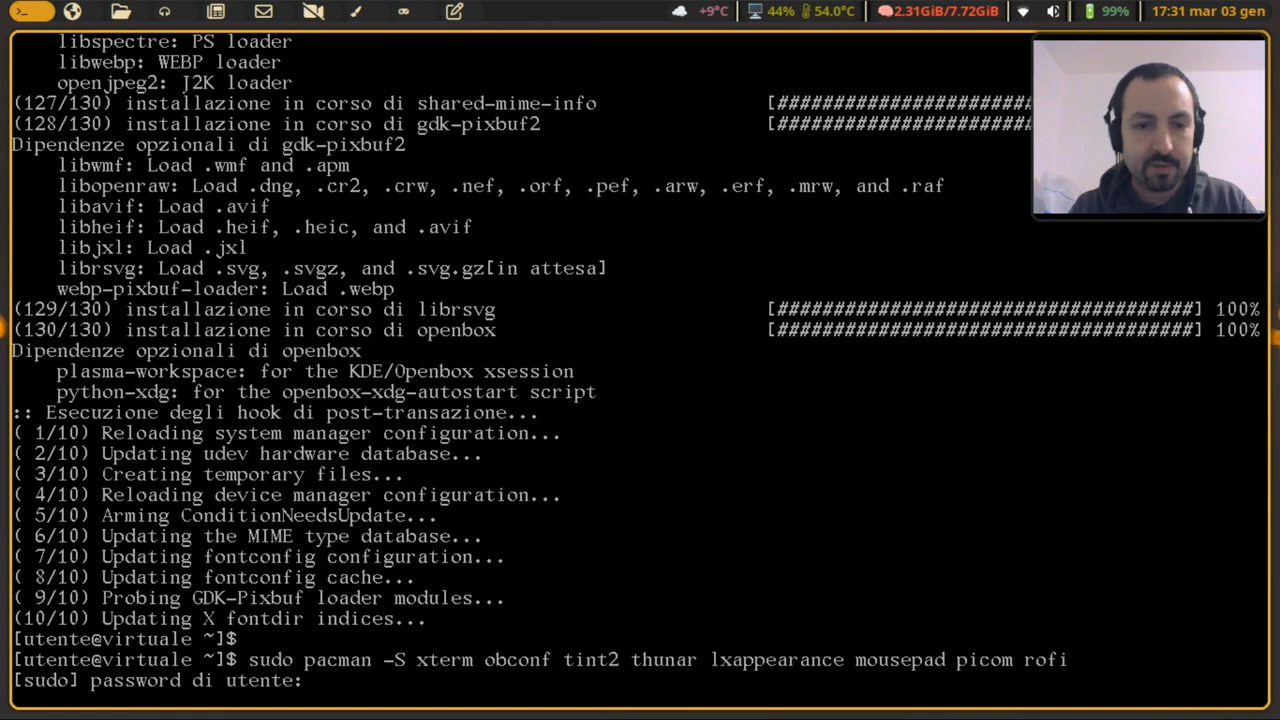 +9°C 44% 54.0°C 2.31GiB/7.72GiB 99% 17:31 mar 03 gen
libspectre: PS loader
libwebp: WEBP loader
openjpeg2: J2K loader
(127/130) installazione in corso di shared-mime-info [#######################
(128/130) installazione in corso di gdk-pixbuf2 [#######################
Dipendenze opzionali di gdk-pixbuf2
libwmf: Load .wmf and .apm
libopenraw: Load .dng, .cr2, .crw, .nef, .orf, .pef, .arw, .erf, .mrw, and .raf
libavif: Load .avif
libheif: Load .heif, .heic, and .avif
libjxl: Load .jxl
librsvg: Load .svg, .svgz, and .svg.gz[in attesa]
webp-pixbuf-loader: Load .webp
(129/130) installazione in corso di librsvg [#####################################] 100%
(130/130) installazione in corso di openbox [#####################################] 100%
Dipendenze opzionali di openbox
plasma-workspace: for the KDE/Openbox xsession
python-xdg: for the openbox-xdg-autostart script
:: Esecuzione degli hook di post-transazione...
( 1/10) Reloading system manager configuration...
( 2/10) Updating udev hardware database...
( 3/10) Creating temporary files...
( 4/10) Reloading device manager configuration...
( 5/10) Arming ConditionNeedsUpdate...
( 6/10) Updating the MIME type database...
( 7/10) Updating fontconfig configuration...
( 8/10) Updating fontconfig cache...
( 9/10) Probing GDK-Pixbuf loader modules...
(10/10) Updating X fontdir indices...
[utente@virtuale ~]$
[utente@virtuale ~]$ sudo pacman -S xterm obconf tint2 thunar lxappearance mousepad picom rofi
[sudo] password di utente: